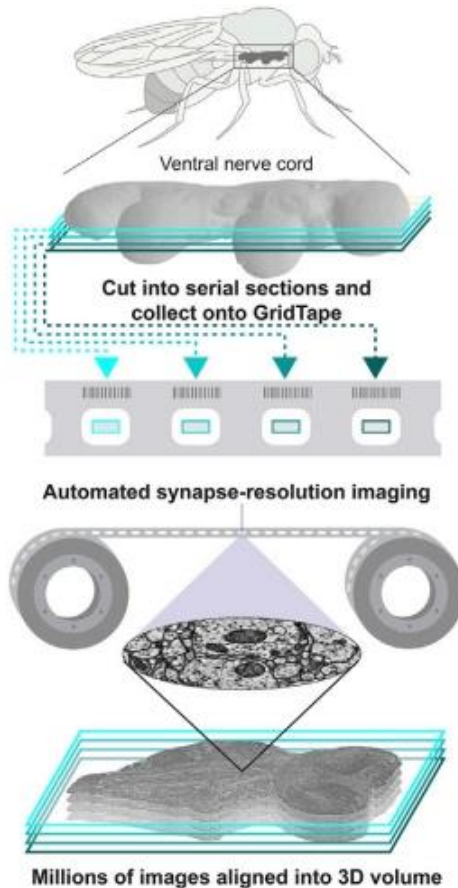 Ventral nerve cord
Cut into serial sections and
collect onto GridTape
Automated synapse-resolution imaging
Millions of images aligned into 3D volume